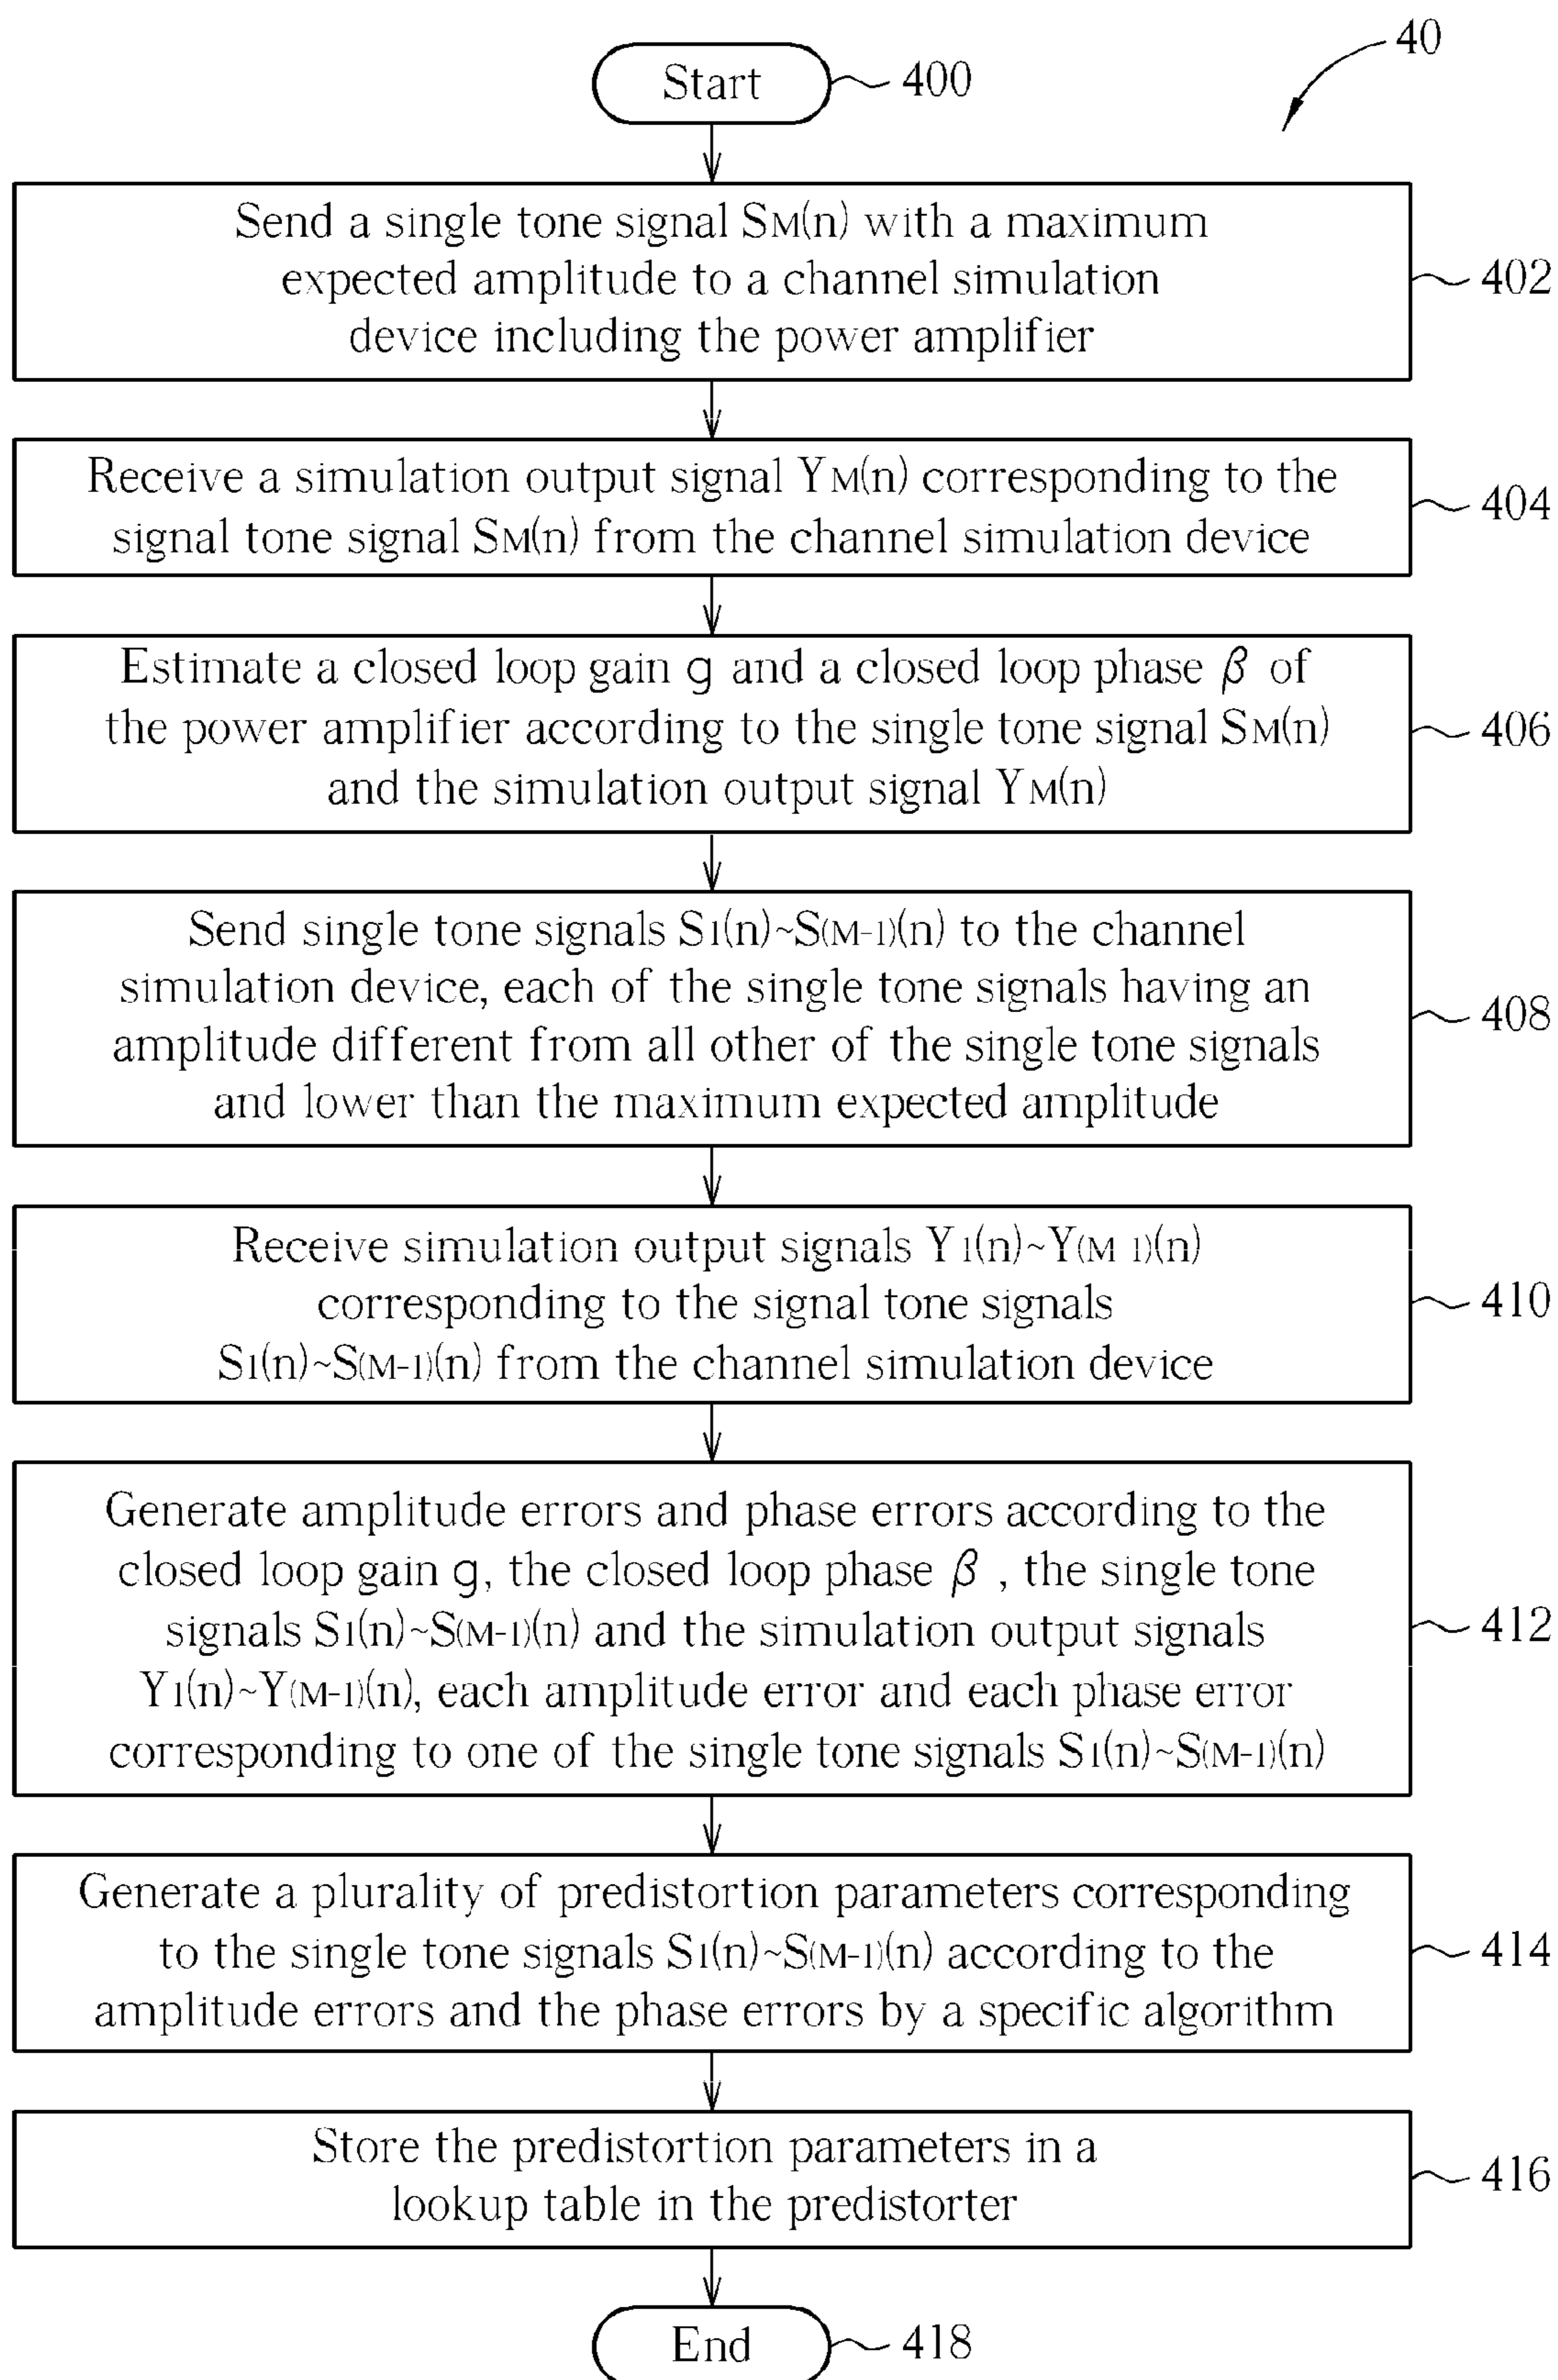 40
Start
400
Send a single tone signal SM(n) with a maximum
expected amplitude to a channel simulation
device including the power amplifier
402
Receive a simulation output signal YM(n) corresponding to the
signal tone signal SM(n) from the channel simulation device
404
Estimate a closed loop gain g and a closed loop phase β of
the power amplifier according to the single tone signal SM(n)
and the simulation output signal YM(n)
406
Send single tone signals S1(n)~S(M-1)(n) to the channel
simulation device, each of the single tone signals having an
amplitude different from all other of the single tone signals
and lower than the maximum expected amplitude
408
Receive simulation output signals Y1(n)~Y(M 1)(n)
corresponding to the signal tone signals
S1(n)~S(M-1)(n) from the channel simulation device
410
Generate amplitude errors and phase errors according to the
closed loop gain g, the closed loop phase β , the single tone
signals S1(n)~S(M-1)(n) and the simulation output signals
Y1(n)~Y(M-1)(n), each amplitude error and each phase error
corresponding to one of the single tone signals S1(n)~S(M-1)(n)
412
Generate a plurality of predistortion parameters corresponding
to the single tone signals S1(n)~S(M-1)(n) according to the
amplitude errors and the phase errors by a specific algorithm
414
Store the predistortion parameters in a
lookup table in the predistorter
416
End
418